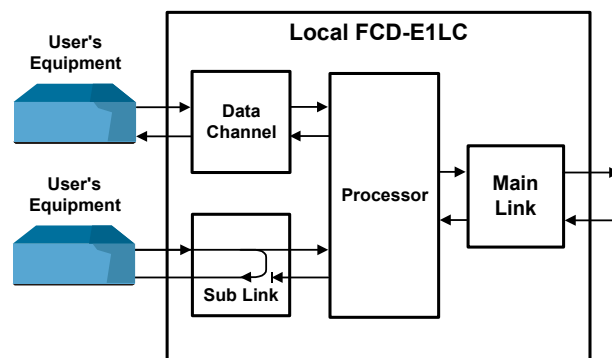 Local FCD-E1LC
User's
Equipment
Data
Channel
Processor
Main
Link
User's
Equipment
Sub Link